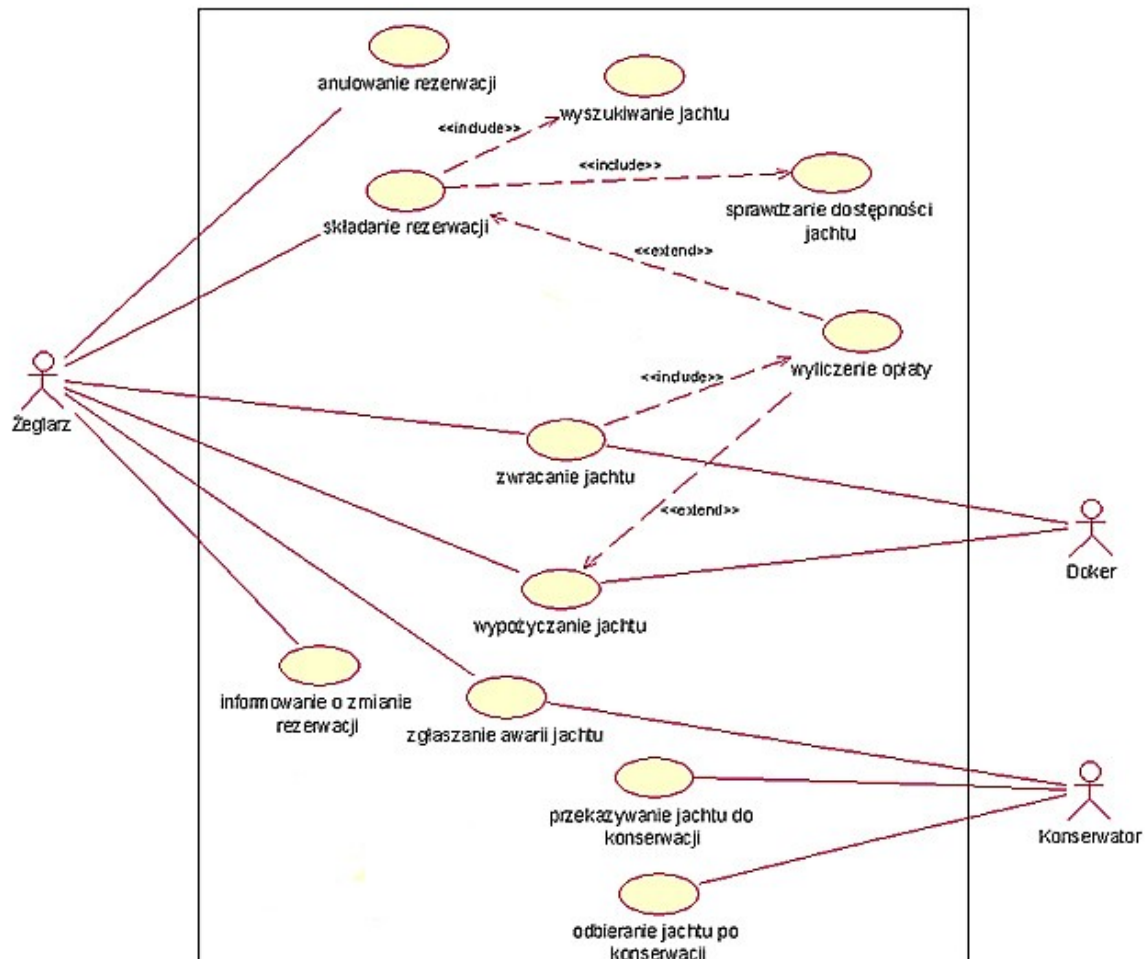 anulowanie rezerwacji
wyszukiwanie jachtu
<<include>>
<<include>>
składanie rezerwacji
sprawdzanie dostępności
jachtu
<<extend>>
wyliczenie opłaty
<<include>>
Żeglarz
zwracanie jachtu
<<extend>>
Doker
wypożyczanie jachtu
informowanie o zmianie
rezerwacji
zgłaszanie awarii jachtu
przekazywanie jachtu do
konserwacji
Konserwator
odbieranie jachtu po
konserwacji